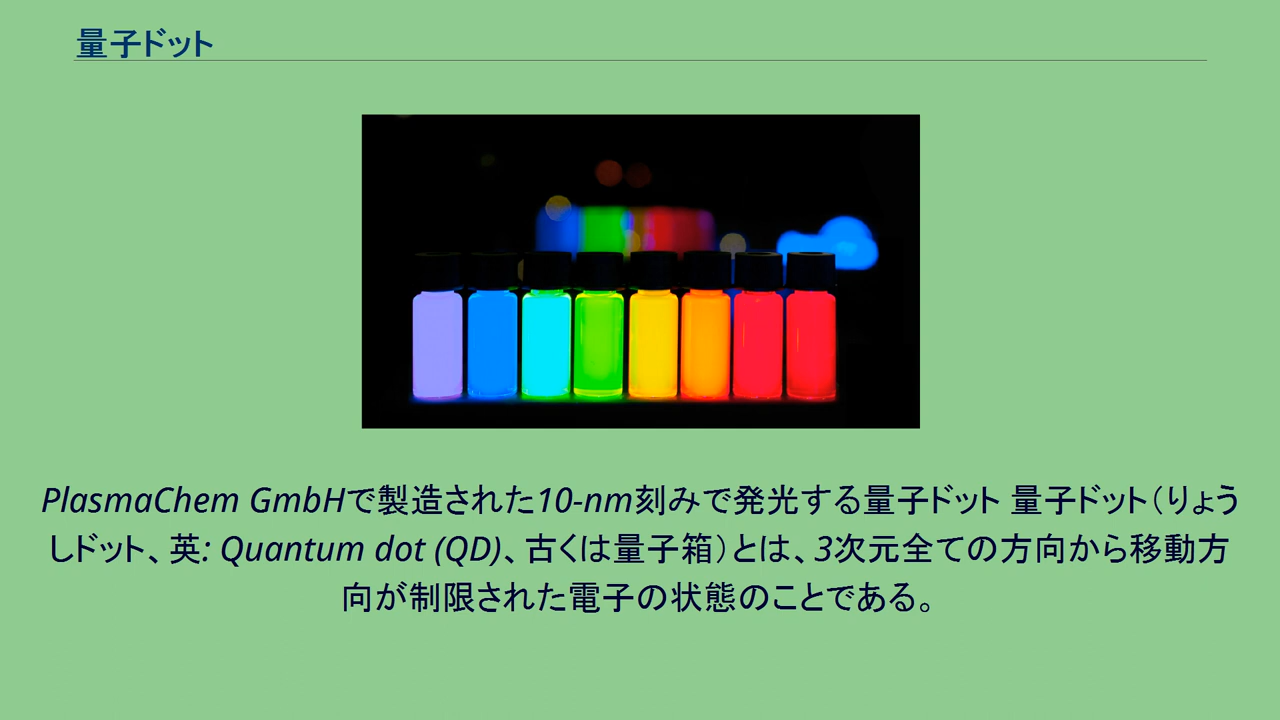 量子ドット
PlasmaChem GmbHで製造された10-nm刻みで発光する量子ドット 量子ドット（りょう
しドット、英: Quantum dot (QD)、古くは量子箱）とは、3次元全ての方向から移動方
向が制限された電子の状態のことである。